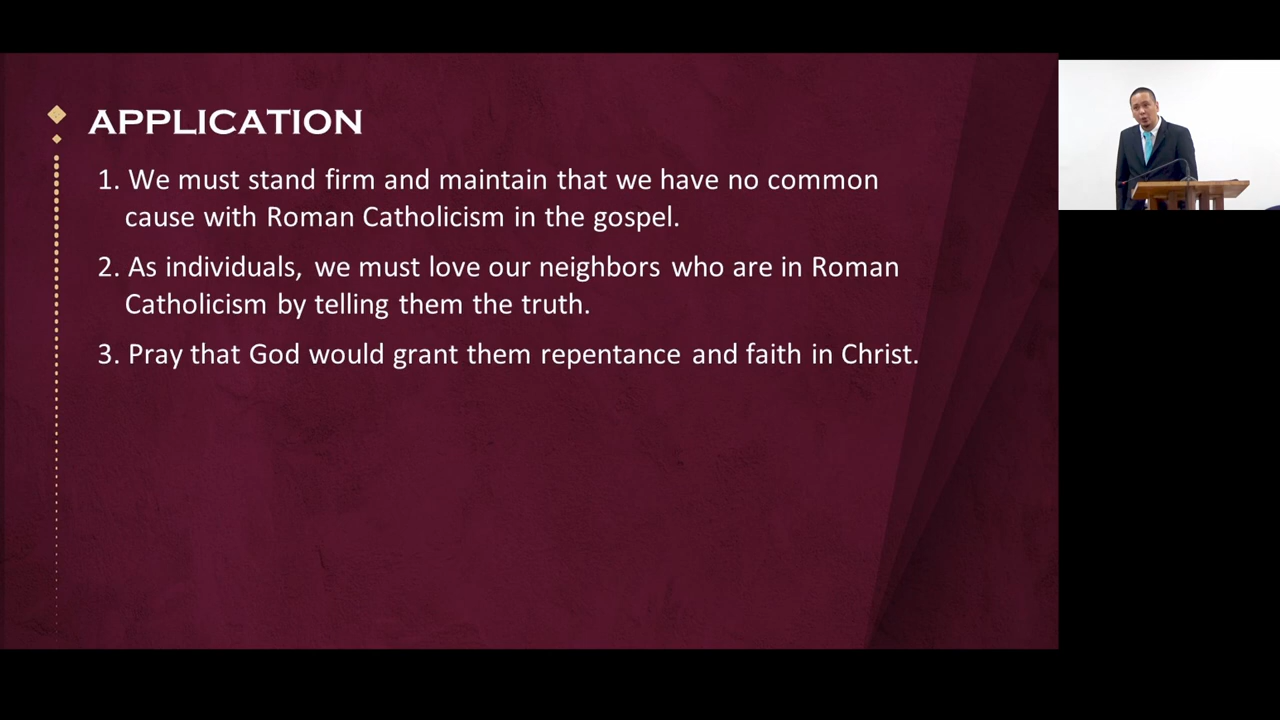 APPLICATION
1. We must stand firm and maintain that we have no common
cause with Roman Catholicism in the gospel.
2. As individuals, we must love our neighbors who are in Roman
Catholicism by telling them the truth.
3. Pray that God would grant them repentance and faith in Christ.